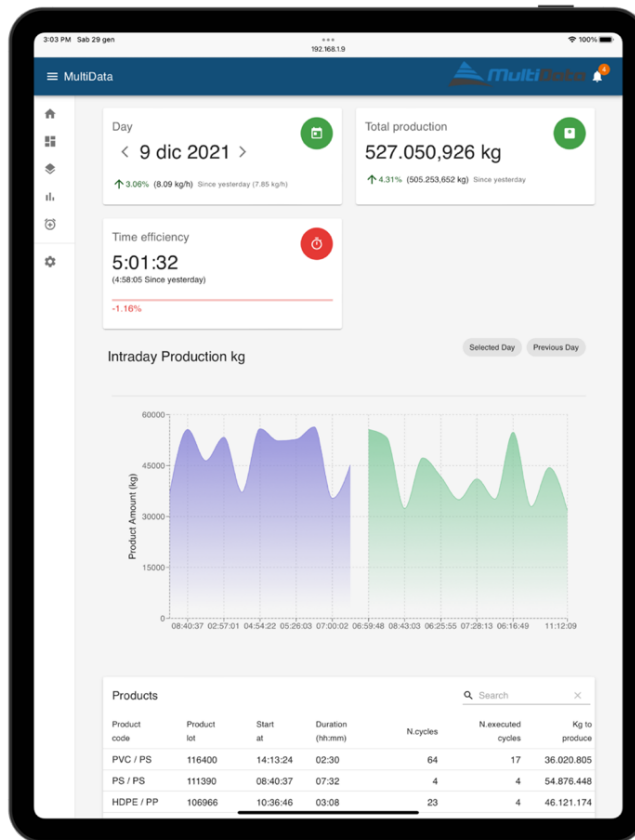 3:03 PM Sab 29 gen
100%
192.168.1.9
MultiData
MultiData
4
Day
9 dic 2021
3.06% (8.09 kg/h) Since yesterday (7.85 kg/h)
Total production
527.050,926 kg
4.31% (505.253,652 kg) Since yesterday
Time efficiency
5:01:32
(4:58:05 Since yesterday)
-1.16%
Intraday Production kg
Selected Day
Previous Day
Product Amount (kg)
60000
45000
30000
15000
0
08:40:37 02:57:01 04:54:22 05:26:03 07:00:02 06:59:48 08:43:03 06:25:55 07:28:13 06:16:49 11:12:09
Products
Search
Product code Product lot Start at Duration (hh:mm) N.cycles N.executed cycles Kg to produce
PVC / PS 116400 14:13:24 02:30 64 17 36.020.805
PS / PS 111390 08:40:37 07:32 4 4 54.876.448
HDPE / PP 106966 10:36:46 03:08 23 4 46.121.174